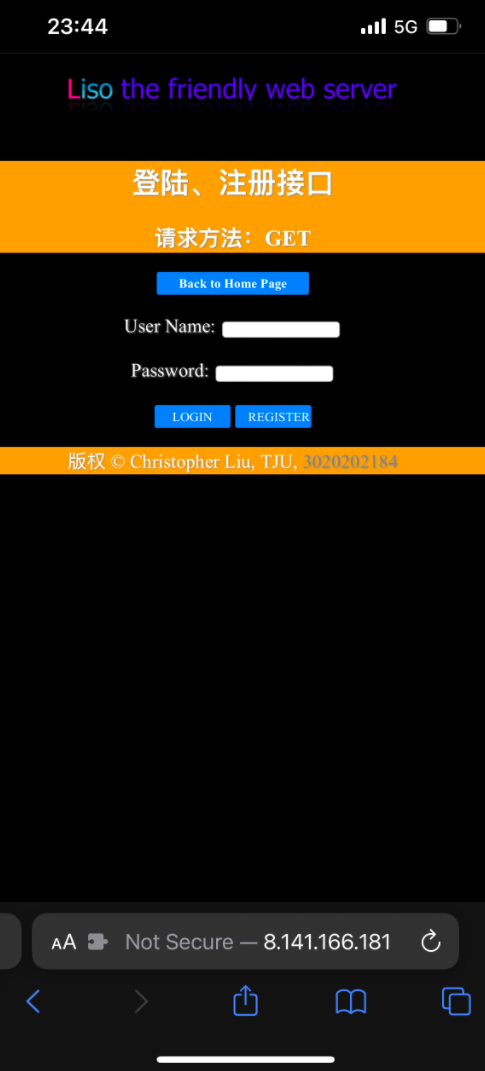 23:44
5G
Liso the friendly web server
登陆、注册接口
请求方法：GET
Back to Home Page
User Name:
Password:
LOGIN REGISTER
版权 © Christopher Liu, TJU, 3020202184
AA Not Secure — 8.141.166.181